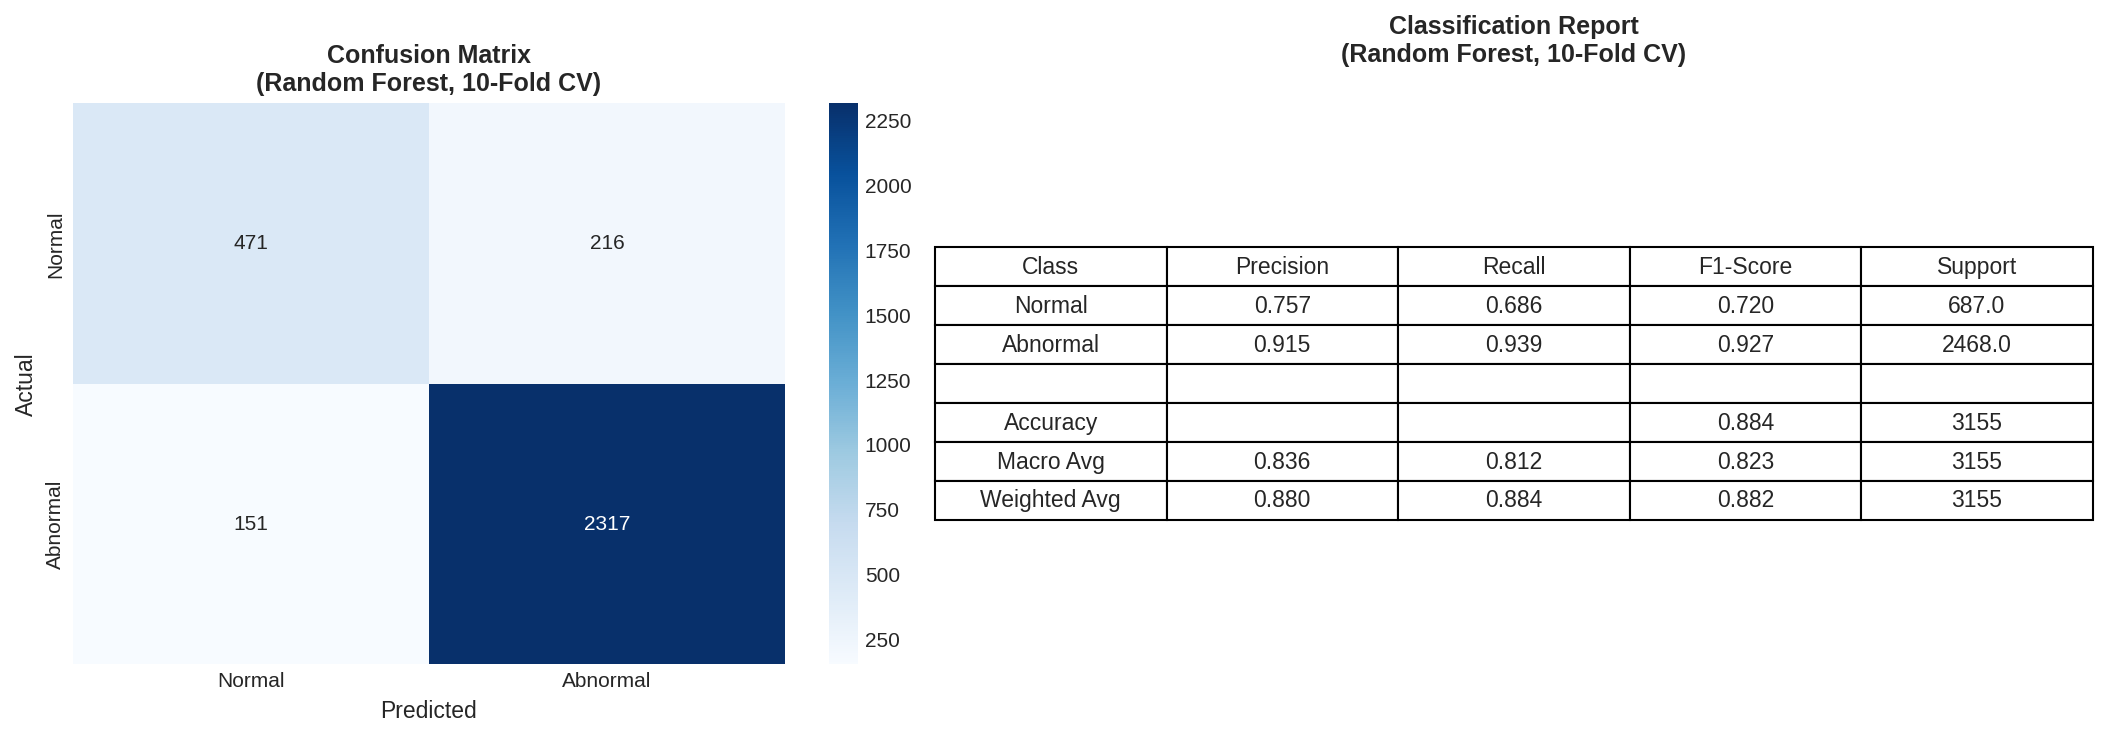 Confusion Matrix
(Random Forest, 10-Fold CV)
Actual
Normal
Abnormal
471 216
151 2317
Normal Abnormal
Predicted
2250
2000
1750
1500
1250
1000
750
500
250
Classification Report
(Random Forest, 10-Fold CV)
Class Precision Recall F1-Score Support
Normal 0.757 0.686 0.720 687.0
Abnormal 0.915 0.939 0.927 2468.0
Accuracy 0.884 3155
Macro Avg 0.836 0.812 0.823 3155
Weighted Avg 0.880 0.884 0.882 3155